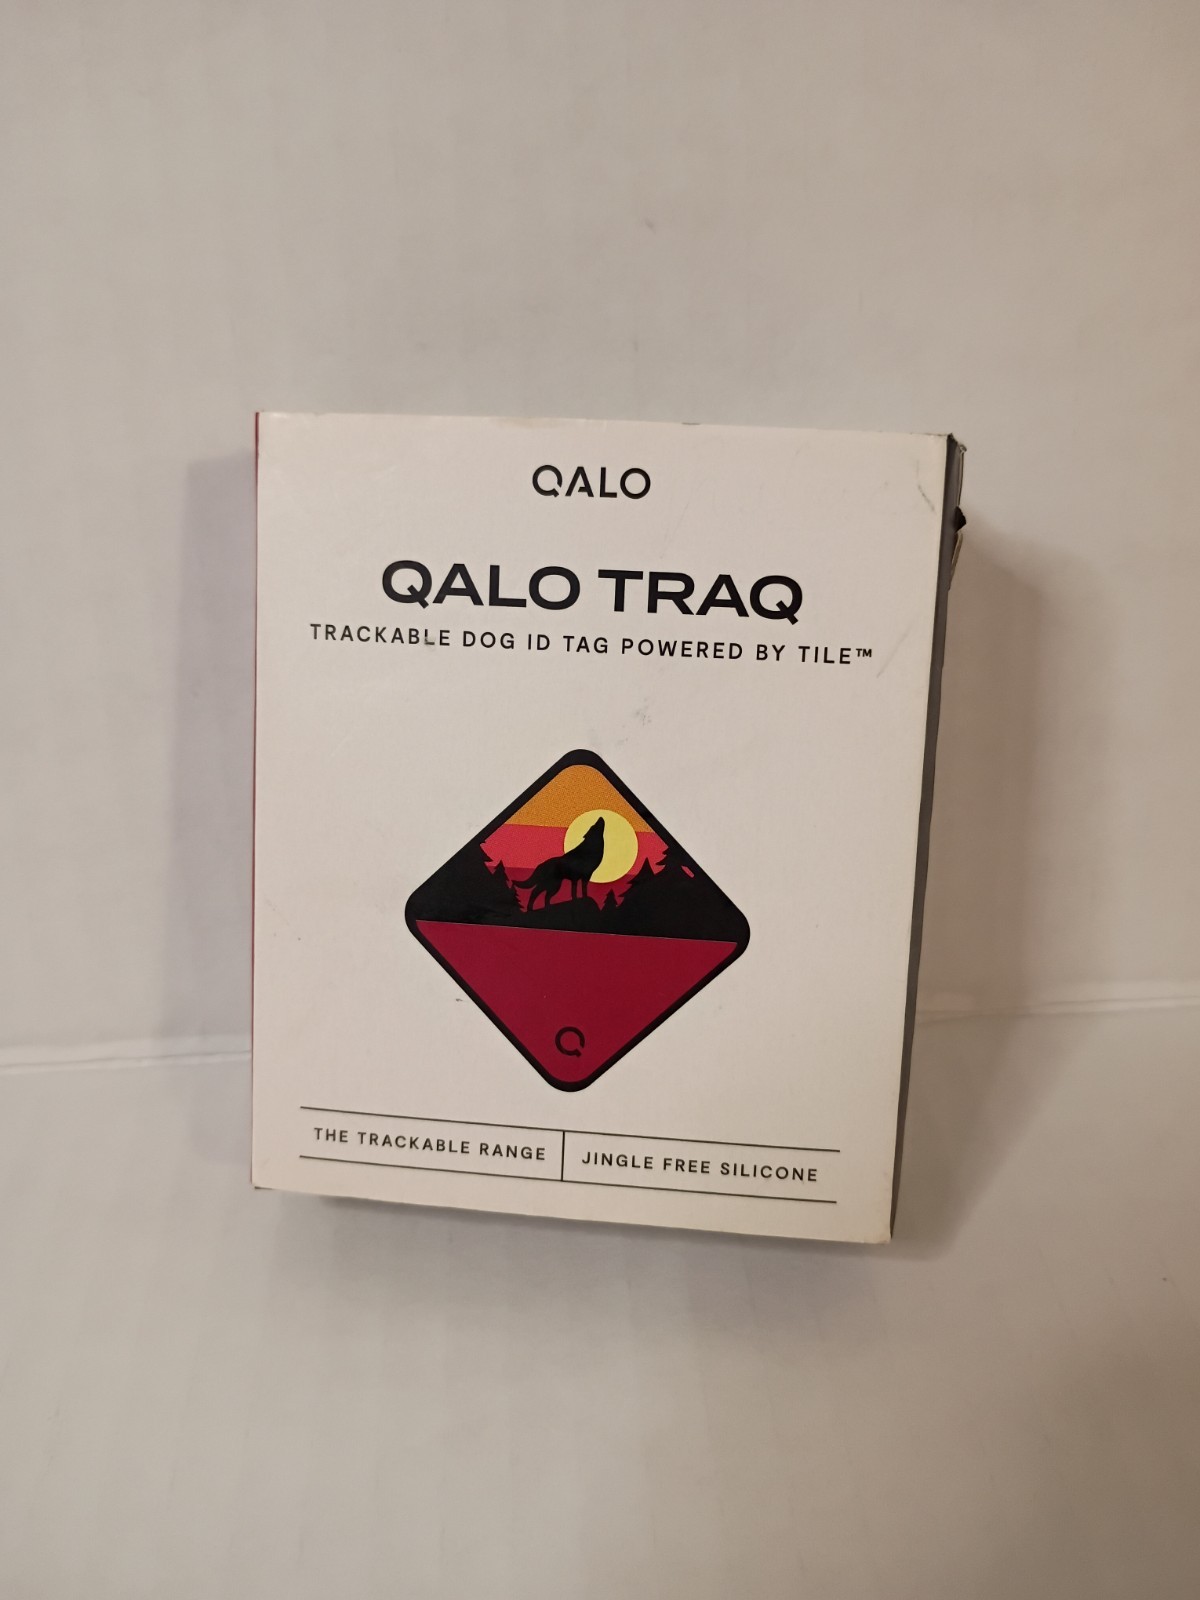 QALO
QALO TRAQ
TRACKABLE DOG ID TAG POWERED BY TILE™
Q
THE TRACKABLE RANGE
JINGLE FREE SILICONE